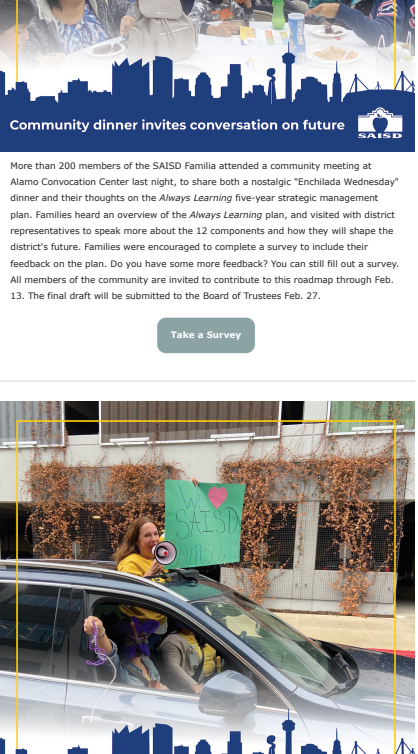 Community dinner invites conversation on future
SAISD
More than 200 members of the SAISD Familia attended a community meeting at
Alamo Convocation Center last night, to share both a nostalgic "Enchilada Wednesday"
dinner and their thoughts on the Always Learning five-year strategic management
plan. Families heard an overview of the Always Learning plan, and visited with district
representatives to speak more about the 12 components and how they will shape the
district's future. Families were encouraged to complete a survey to include their
feedback on the plan. Do you have some more feedback? You can still fill out a survey.
All members of the community are invited to contribute to this roadmap through Feb.
13. The final draft will be submitted to the Board of Trustees Feb. 27.
Take a Survey
WE
SAISD